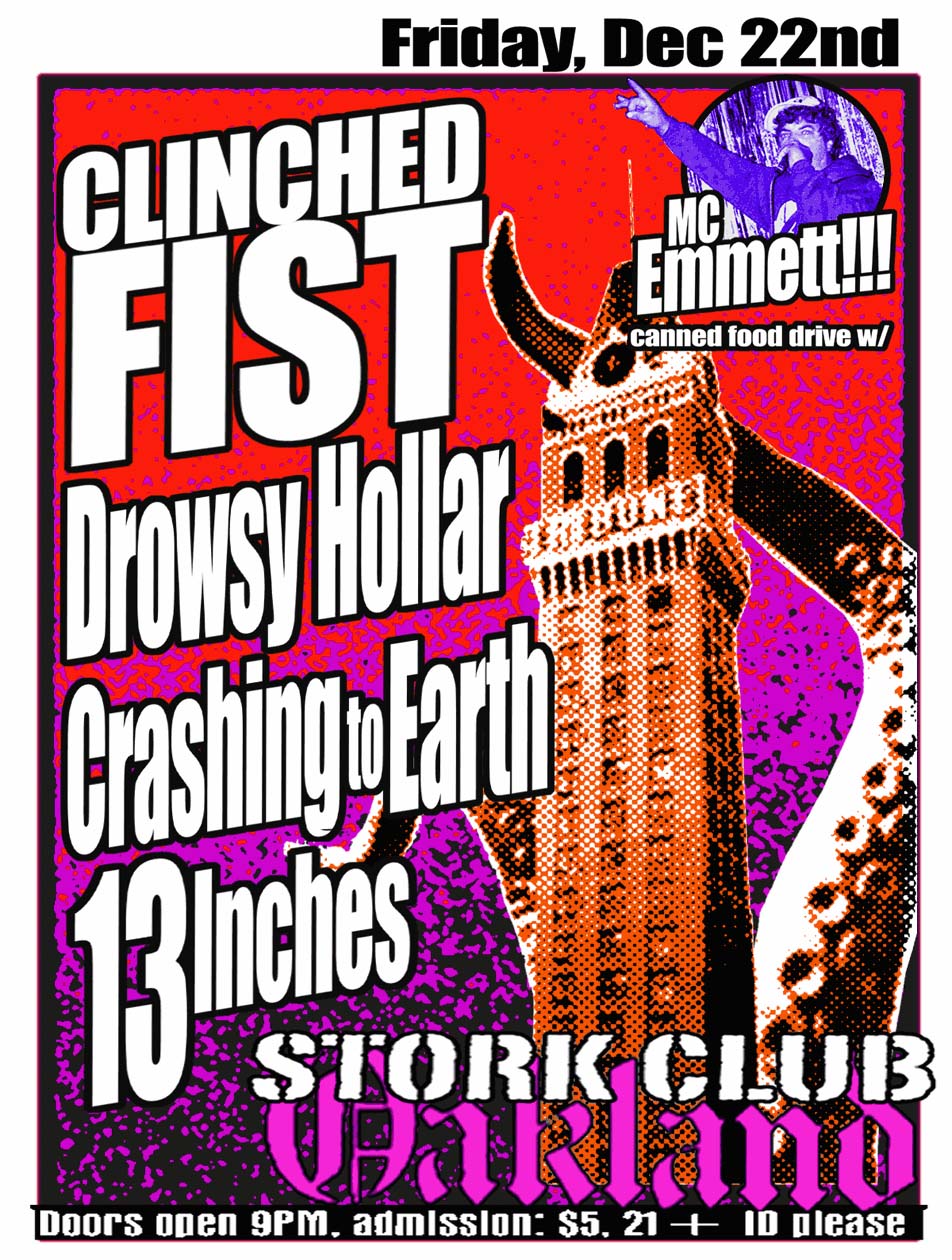 Friday, Dec 22nd
CLINCHED
FIST
Drowsy Hollar
Crashing to Earth
13 Inches
MC
Emmett!!!
canned food drive w/
TRIBUNE
STORK CLUB
Oakland
Doors open 9PM, admission: $5, 21 + ID please